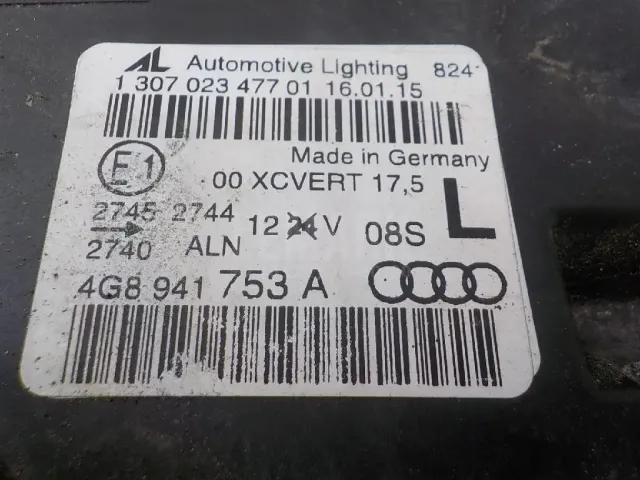 AL Automotive Lighting 824
1 307 023 477 01 16.01.15
Made in Germany
E1 00 XCVERT 17,5 L
2745 2744 12 24 V 08S
2740 ALN
4G8 941 753 A